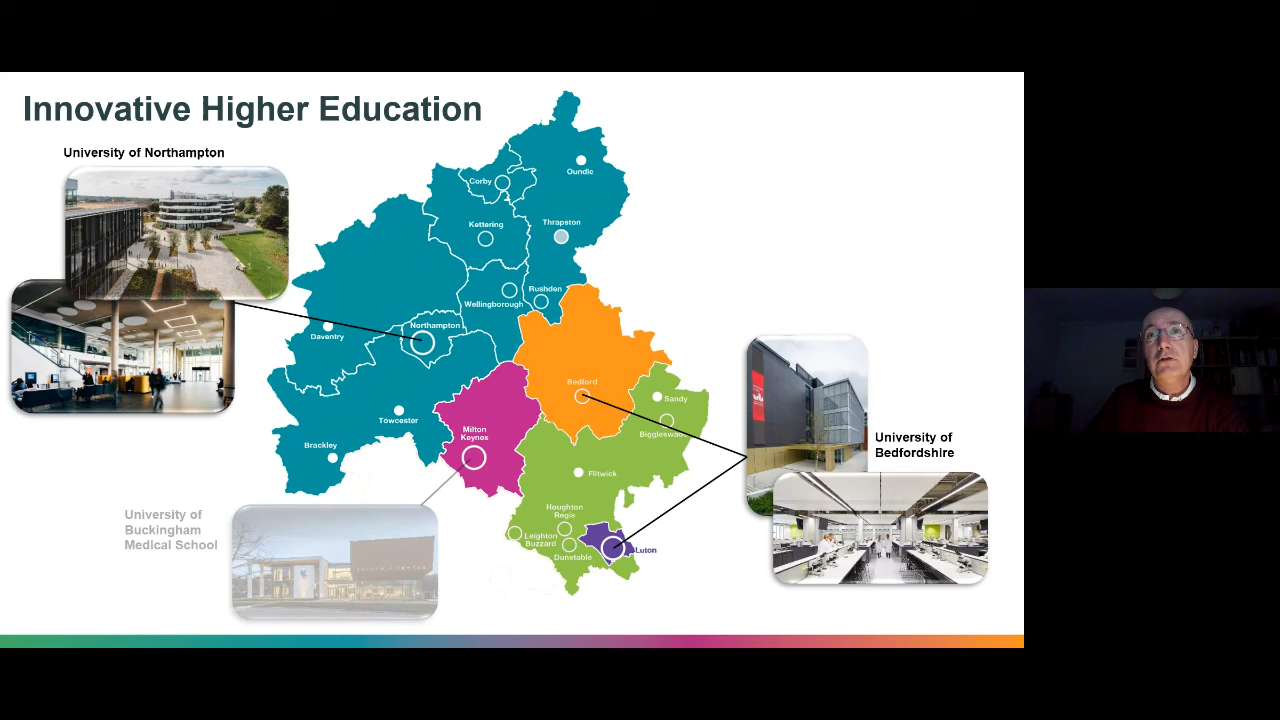 Innovative Higher Education
University of Northampton
Oundle
Corby
Thrapston
Kettering
Rushden
Wellingborough
Northampton
Daventry
Bedford
Sandy
Towcester
Milton
Keynes
Biggleswade
Brackley
University of
Bedfordshire
Flitwick
Houghton
Regis
University of
Buckingham
Medical School
Leighton
Buzzard
Dunstable
Luton